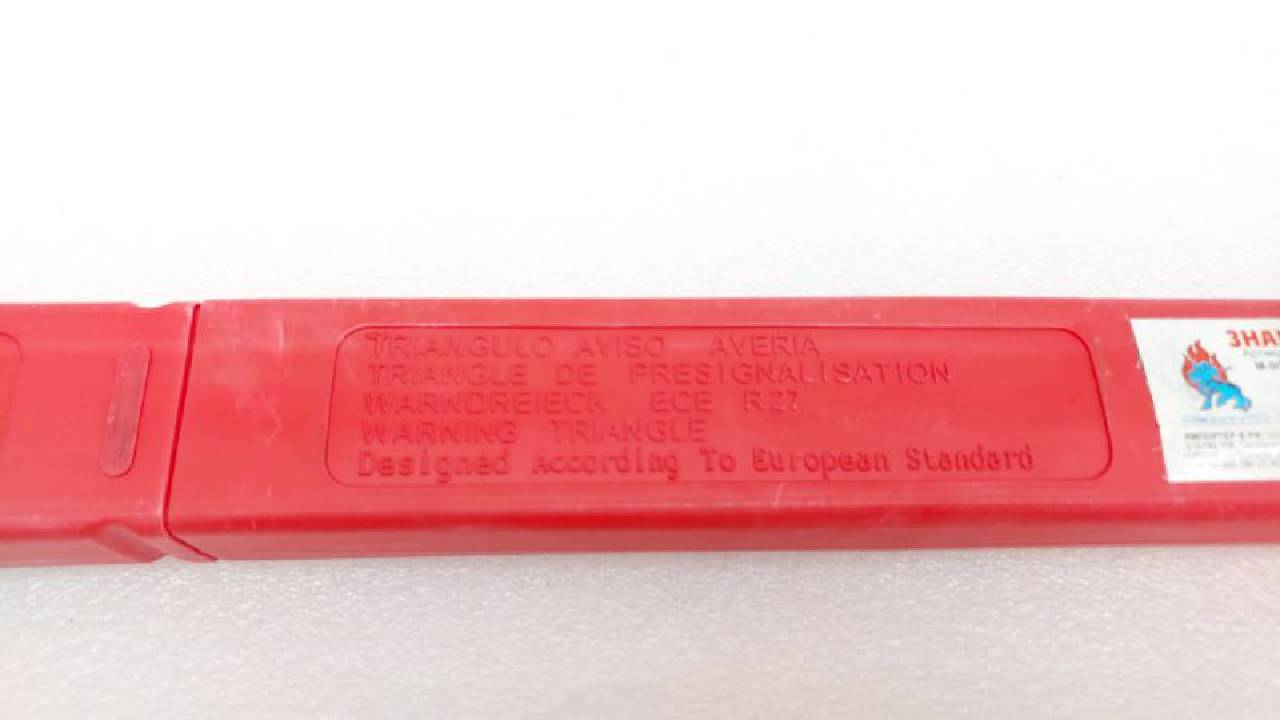 TRIANGULO AVISO AVERIA
TRIANGLE DE PRESIGNALISATION
WARNDREIECK ECE R27
WARNING TRIANGLE
Designed According To European Standard